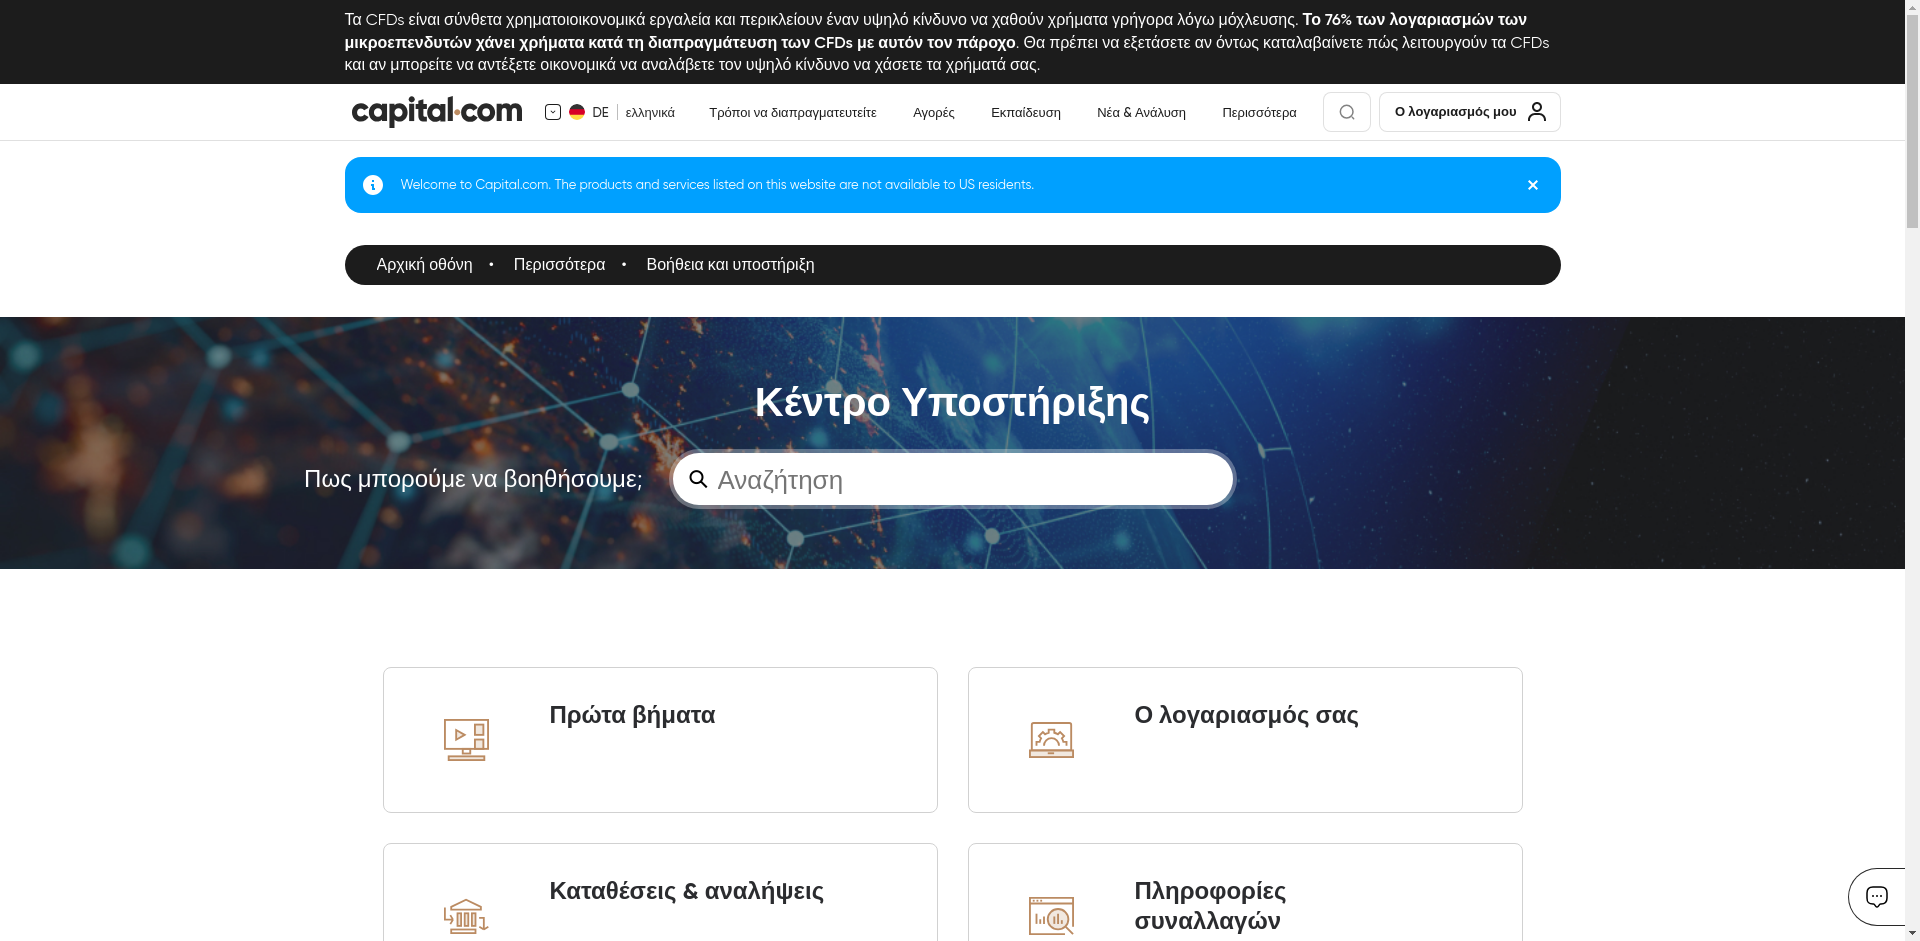 Τα CFDs είναι σύνθετα χρηματοιοικονομικά εργαλεία και περικλείουν έναν υψηλό κίνδυνο να χαθούν χρήματα γρήγορα λόγω μόχλευσης. Το 76% των λογαριασμών των
μικροεπενδυτών χάνει χρήματα κατά τη διαπραγμάτευση των CFDs με αυτόν τον πάροχο. Θα πρέπει να εξετάσετε αν όντως καταλαβαίνετε πώς λειτουργούν τα CFDs
και αν μπορείτε να αντέξετε οικονομικά να αναλάβετε τον υψηλό κίνδυνο να χάσετε τα χρήματά σας.
capital.com DE ελληνικά Τρόποι να διαπραγματευτείτε Αγορές Εκπαίδευση Νέα & Ανάλυση Περισσότερα Ο λογαριασμός μου
Welcome to Capital.com. The products and services listed on this website are not available to US residents.
Αρχική οθόνη • Περισσότερα • Βοήθεια και υποστήριξη
Κέντρο Υποστήριξης
Πως μπορούμε να βοηθήσουμε; Αναζήτηση
Πρώτα βήματα
Ο λογαριασμός σας
Καταθέσεις & αναλήψεις
Πληροφορίες
συναλλαγών